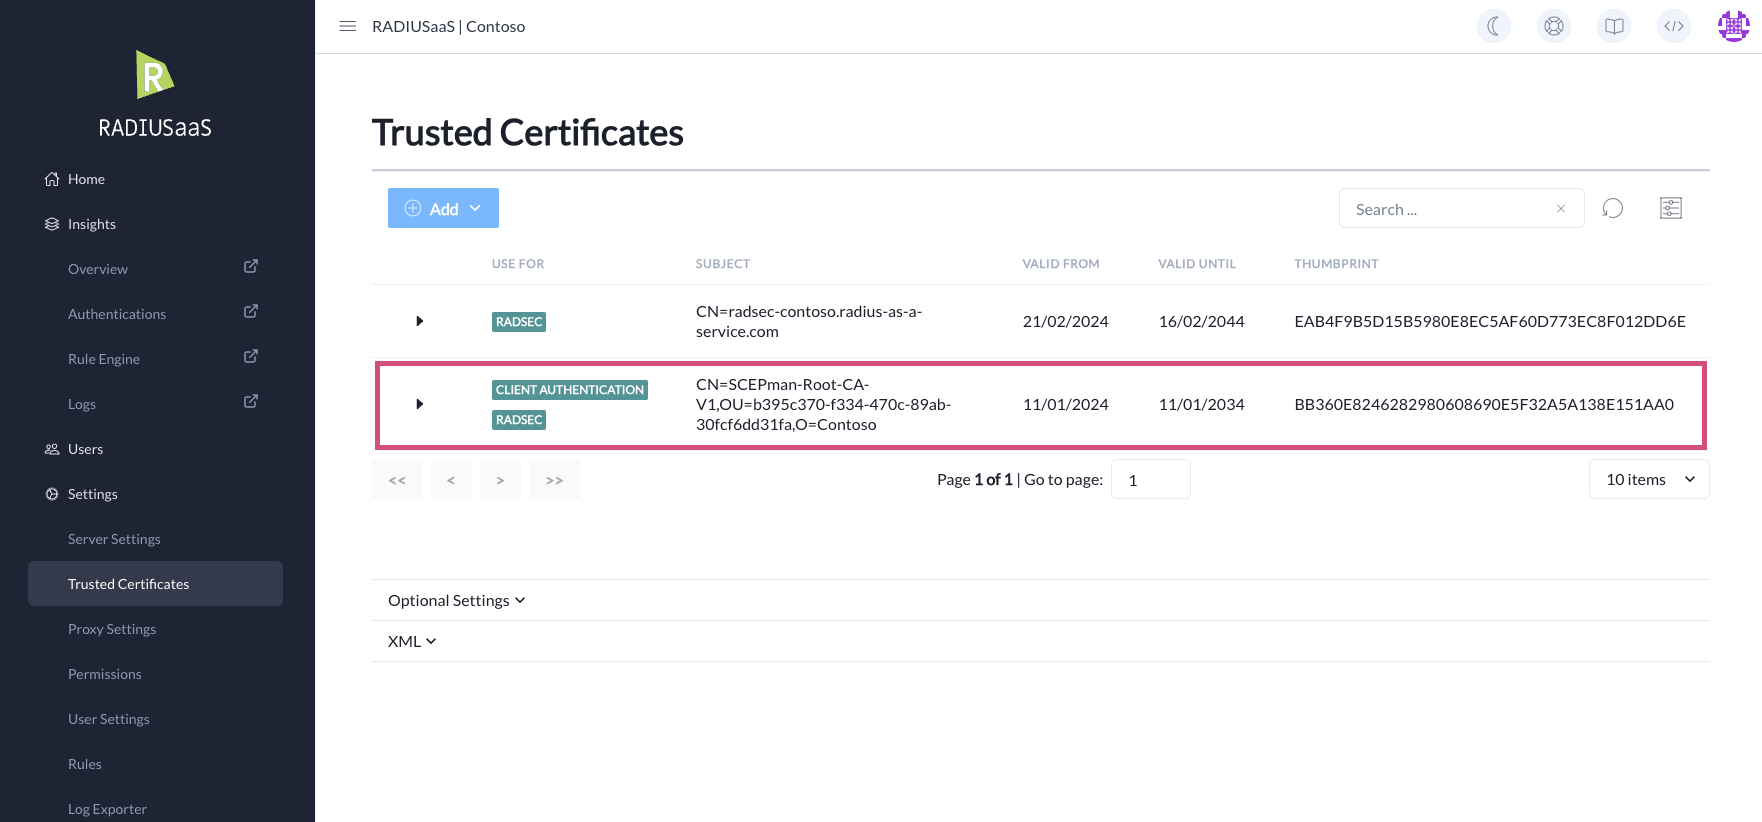 RADIUSaaS | Contoso
R
RADIUSaaS
Home
Insights
Overview
Authentications
Rule Engine
Logs
Users
Settings
Server Settings
Trusted Certificates
Proxy Settings
Permissions
User Settings
Rules
Log Exporter
Trusted Certificates
Add
Search ...
USE FOR SUBJECT VALID FROM VALID UNTIL THUMBPRINT
RADSEC
CN=radsec-contoso.radius-as-a-
service.com
21/02/2024 16/02/2044 EAB4F9B5D15B5980E8EC5AF60D773EC8F012DD6E
CLIENT AUTHENTICATION
RADSEC
CN=SCEPman-Root-CA-
V1,OU=b395c370-f334-470c-89ab-
30fcf6dd31fa,O=Contoso
11/01/2024 11/01/2034 BB360E8246282980608690E5F32A5A138E151AA0
<< < > >> Page 1 of 1 | Go to page: 1 10 items
Optional Settings
XML